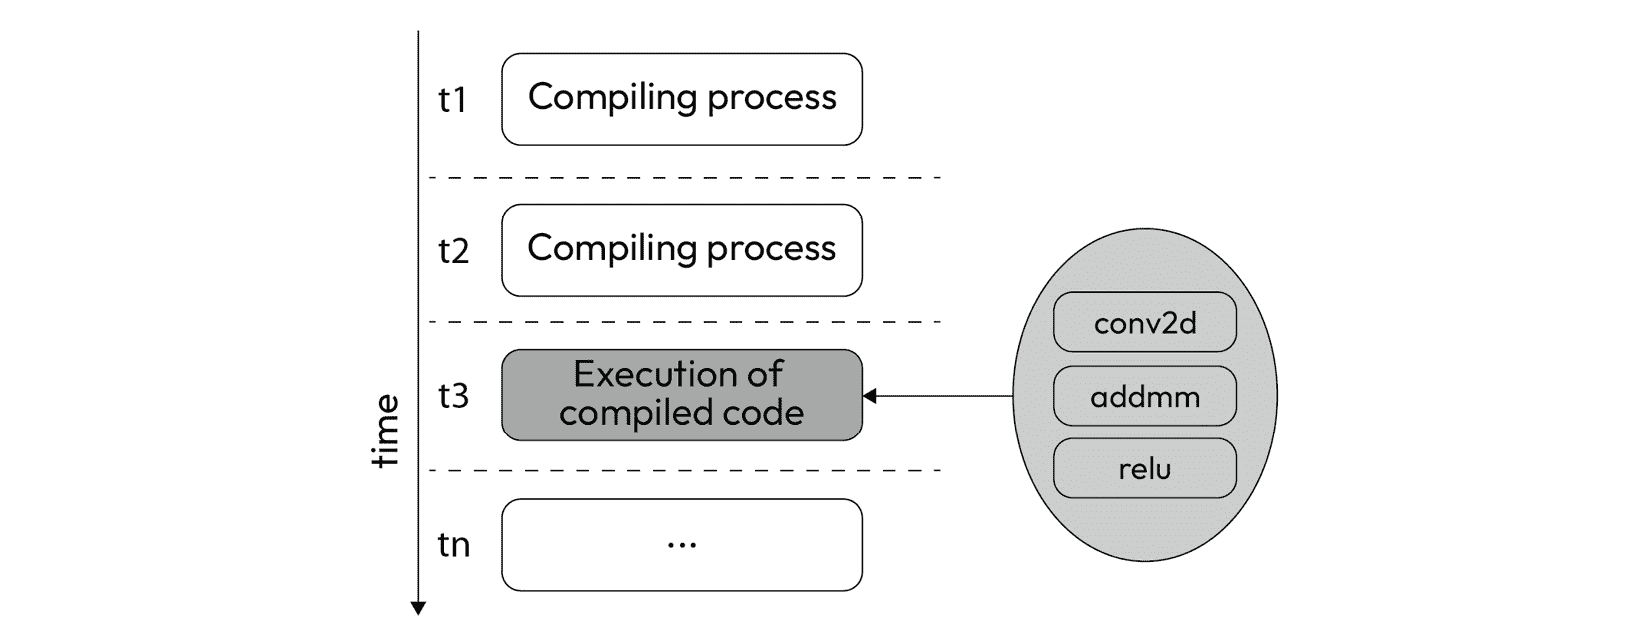 t1
Compiling process
t2
Compiling process
conv2d
t3
Execution of
compiled code
addmm
time
relu
tn
...